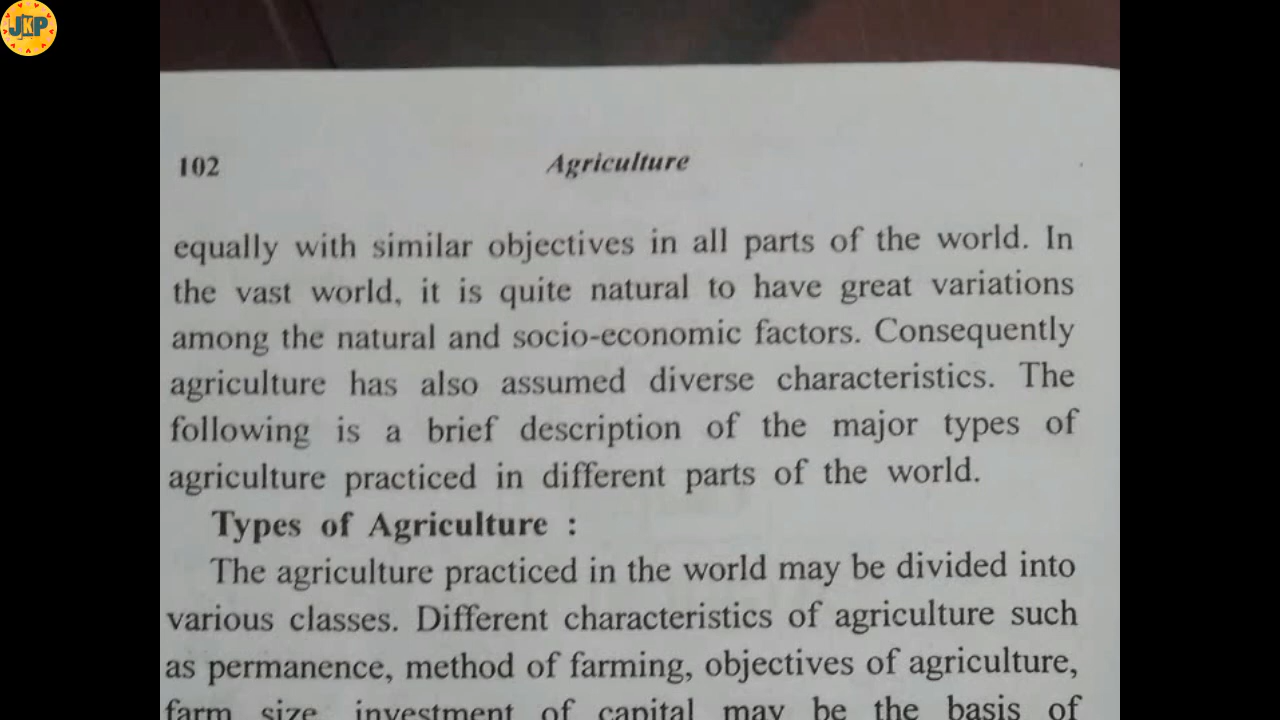 JKP
102 Agriculture
equally with similar objectives in all parts of the world. In
the vast world, it is quite natural to have great variations
among the natural and socio-economic factors. Consequently
agriculture has also assumed diverse characteristics. The
following is a brief description of the major types of
agriculture practiced in different parts of the world.
Types of Agriculture :
The agriculture practiced in the world may be divided into
various classes. Different characteristics of agriculture such
as permanence, method of farming, objectives of agriculture,
farm size, investment of capital may be the basis of